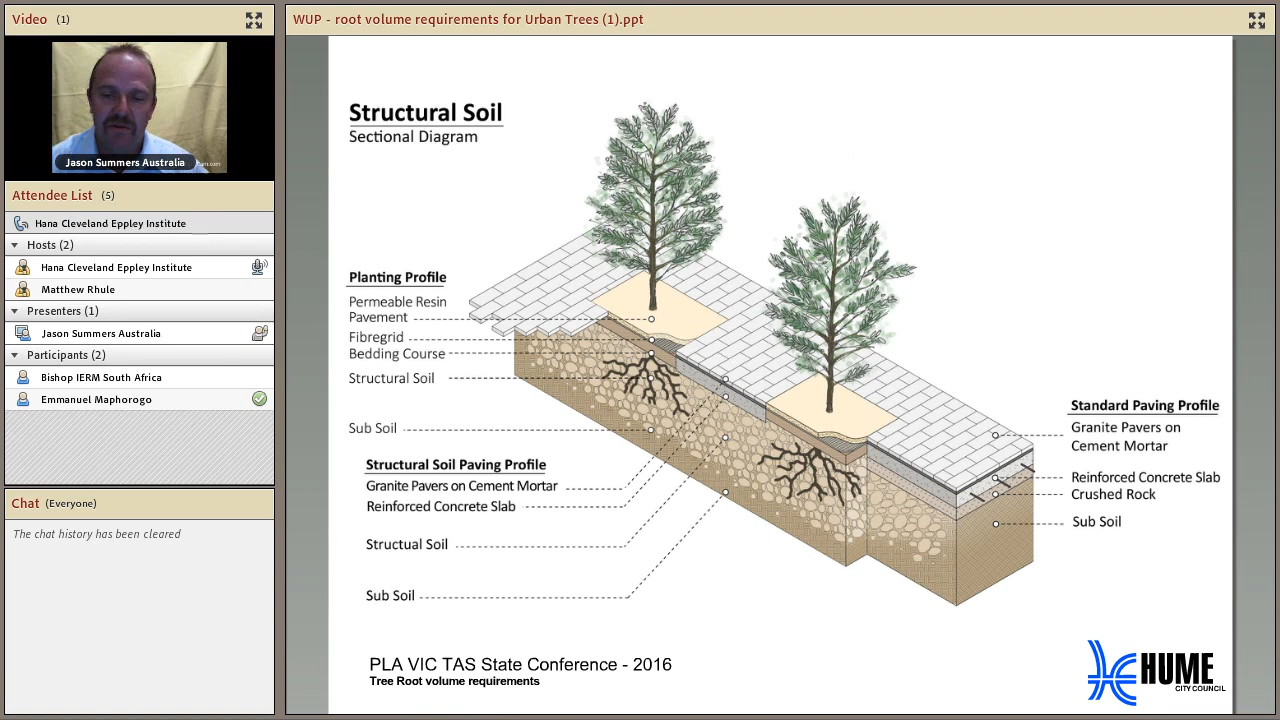 Video (1)
Jason Summers Australia
Attendee List (5)
Hana Cleveland Eppley Institute
Hosts (2)
Hana Cleveland Eppley Institute
Matthew Rhule
Presenters (1)
Jason Summers Australia
Participants (2)
Bishop IERM South Africa
Emmanuel Maphorogo
Chat (Everyone)
The chat history has been cleared
WUP - root volume requirements for Urban Trees (1).ppt
Structural Soil
Sectional Diagram
Planting Profile
Permeable Resin
Pavement
Fibregrid
Bedding Course
Structural Soil
Sub Soil
Structural Soil Paving Profile
Granite Pavers on Cement Mortar
Reinforced Concrete Slab
Structual Soil
Sub Soil
Standard Paving Profile
Granite Pavers on
Cement Mortar
Reinforced Concrete Slab
Crushed Rock
Sub Soil
PLA VIC TAS State Conference - 2016
Tree Root volume requirements
HUME
CITY COUNCIL